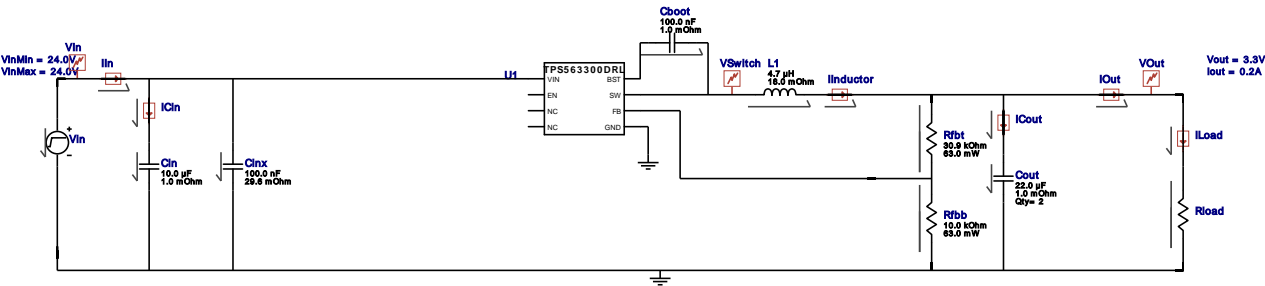 Cboot
100.0 nF
1.0 mOhm
Vin
VinMin = 24.0V
VinMax = 24.0V
Iin
U1
TPS563300DRL
VIN
BST
EN
SW
NC
FB
NC
GND
VSwitch
L1
4.7 µH
16.0 mOhm
IInductor
IOut
VOut
Vout = 3.3V
Iout = 0.2A
ICin
Vin
+
-
Cin
10.0 µF
1.0 mOhm
Cinx
100.0 nF
29.6 mOhm
Rfbt
30.9 kOhm
63.0 mW
ICout
ILoad
Cout
22.0 µF
1.0 mOhm
Qty= 2
Rfbb
10.0 kOhm
63.0 mW
Rload